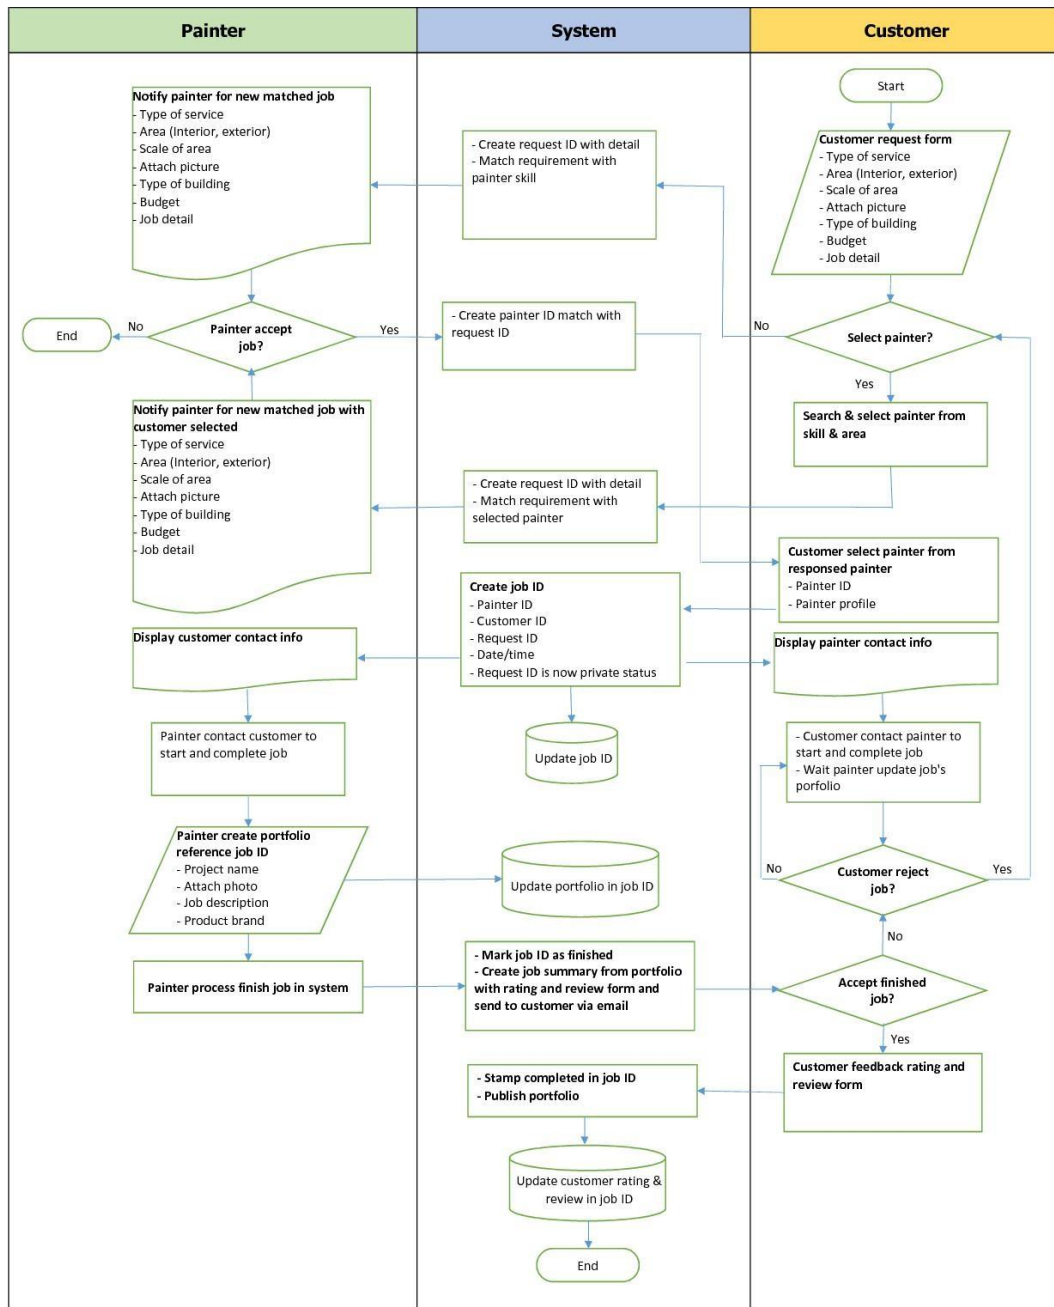 Painter
System
Customer
Notify painter for new matched job
- Type of service
- Area (Interior, exterior)
- Scale of area
- Attach picture
- Type of building
- Budget
- Job detail
- Create request ID with detail
- Match requirement with
painter skill
Start
Customer request form
- Type of service
- Area (Interior, exterior)
- Scale of area
- Attach picture
- Type of building
- Budget
- Job detail
End
No
Painter accept
job?
Yes
- Create painter ID match with
request ID
No
Select painter?
Yes
Notify painter for new matched job with
customer selected
- Type of service
- Area (Interior, exterior)
- Scale of area
- Attach picture
- Type of building
- Budget
- Job detail
- Create request ID with detail
- Match requirement with
selected painter
Search & select painter from
skill & area
Customer select painter from
responsed painter
- Painter ID
- Painter profile
Create job ID
- Painter ID
- Customer ID
- Request ID
- Date/time
- Request ID is now private status
Display customer contact info
Display painter contact info
Painter contact customer to
start and complete job
Update job ID
- Customer contact painter to
start and complete job
- Wait painter update job's
porfolio
Painter create portfolio
reference job ID
- Project name
- Attach photo
- Job description
- Product brand
Update portfolio in job ID
No
Customer reject
job?
Yes
No
Painter process finish job in system
- Mark job ID as finished
- Create job summary from portfolio
with rating and review form and
send to customer via email
Accept finished
job?
Yes
- Stamp completed in job ID
- Publish portfolio
Customer feedback rating and
review form
Update customer rating &
review in job ID
End